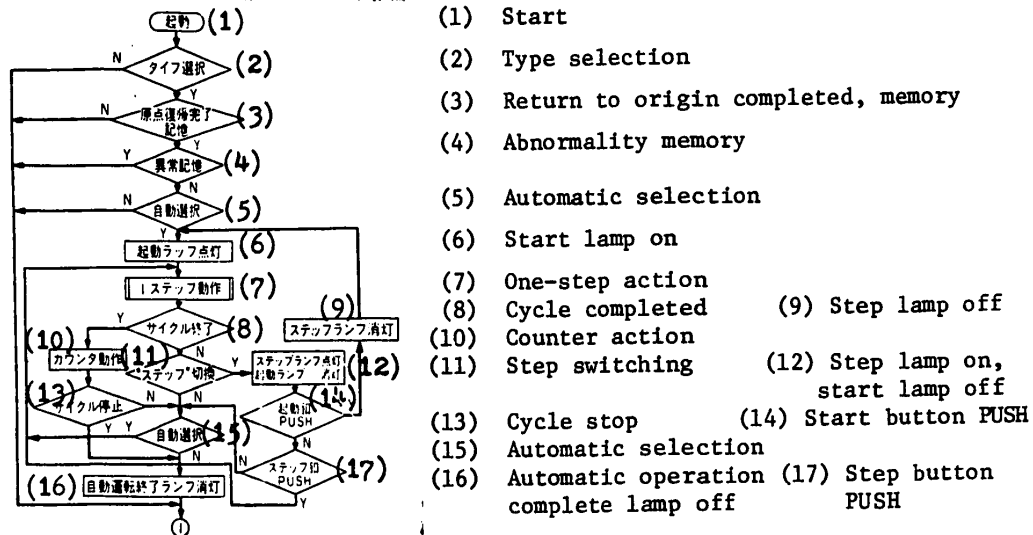 起動 (1)
N
タイプ選択 (2)
Y
N
原点復帰完了
記憶 (3)
Y
Y
異常記憶 (4)
N
N
自動選択 (5)
Y
起動ランプ点灯 (6)
1ステップ動作 (7)
(9)
Y
サイクル終了 (8)
ステップランプ消灯
(10)
N
カウンタ動作
(11)
"ステップ"切換
Y
ステップランプ点灯
起動ランプ 点灯
(12)
(13)
サイクル停止
N
N
起動釦
PUSH
(14)
Y
Y
Y
自動選択 (15)
N
N
N
ステップ釦
PUSH
(17)
Y
(16) 自動運転終了ランプ消灯
1
(1) Start
(2) Type selection
(3) Return to origin completed, memory
(4) Abnormality memory
(5) Automatic selection
(6) Start lamp on
(7) One-step action
(8) Cycle completed (9) Step lamp off
(10) Counter action
(11) Step switching (12) Step lamp on,
start lamp off
(13) Cycle stop (14) Start button PUSH
(15) Automatic selection
(16) Automatic operation (17) Step button
complete lamp off PUSH